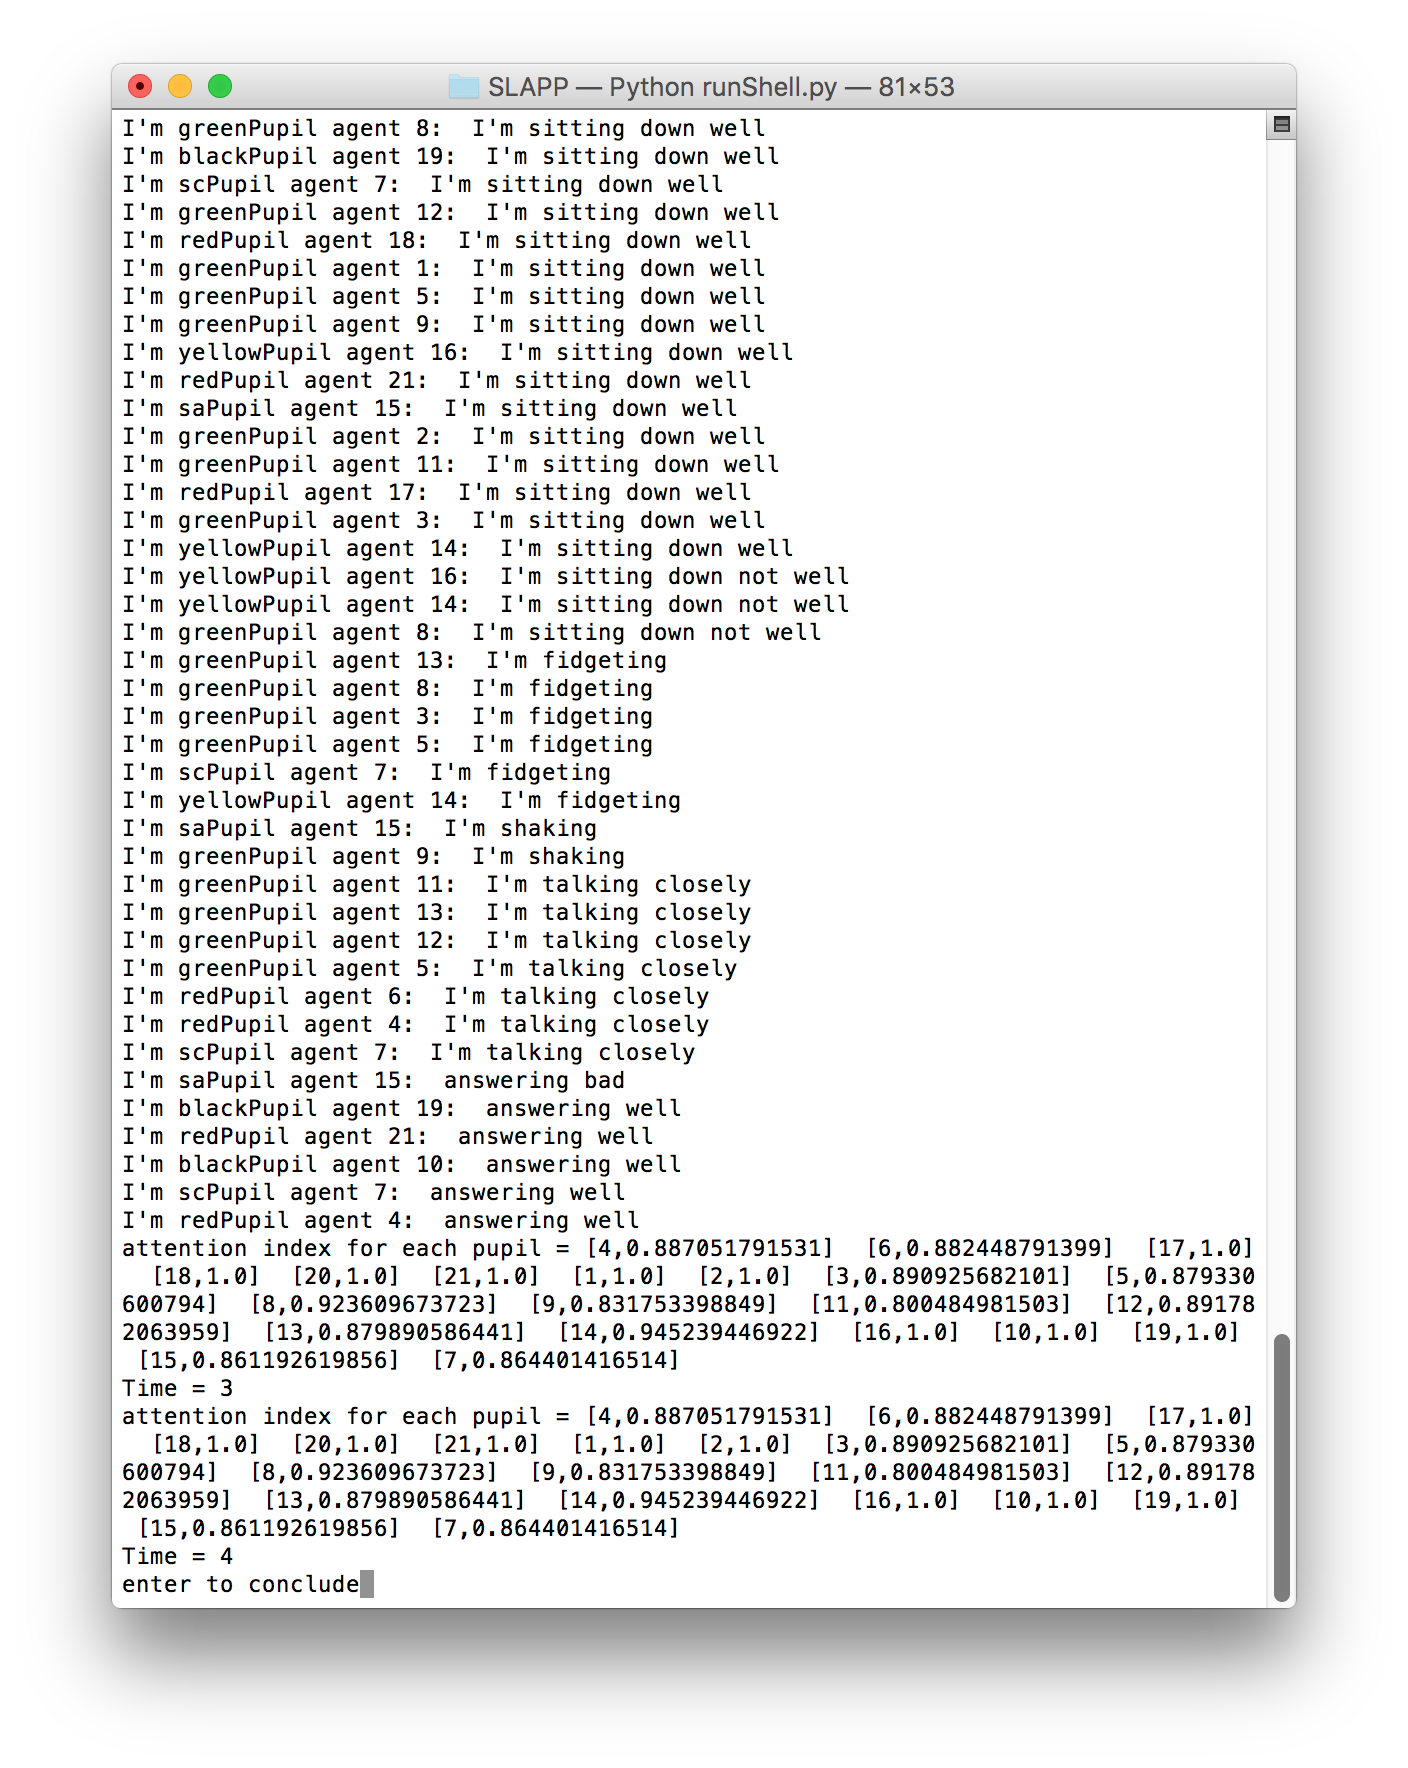 SLAPP — Python runShell.py — 81×53
I'm greenPupil agent 8:  I'm sitting down well
I'm blackPupil agent 19:  I'm sitting down well
I'm scPupil agent 7:  I'm sitting down well
I'm greenPupil agent 12:  I'm sitting down well
I'm redPupil agent 18:  I'm sitting down well
I'm greenPupil agent 1:  I'm sitting down well
I'm greenPupil agent 5:  I'm sitting down well
I'm greenPupil agent 9:  I'm sitting down well
I'm yellowPupil agent 16:  I'm sitting down well
I'm redPupil agent 21:  I'm sitting down well
I'm saPupil agent 15:  I'm sitting down well
I'm greenPupil agent 2:  I'm sitting down well
I'm greenPupil agent 11:  I'm sitting down well
I'm redPupil agent 17:  I'm sitting down well
I'm greenPupil agent 3:  I'm sitting down well
I'm yellowPupil agent 14:  I'm sitting down well
I'm yellowPupil agent 16:  I'm sitting down not well
I'm yellowPupil agent 14:  I'm sitting down not well
I'm greenPupil agent 8:  I'm sitting down not well
I'm greenPupil agent 13:  I'm fidgeting
I'm greenPupil agent 8:  I'm fidgeting
I'm greenPupil agent 3:  I'm fidgeting
I'm greenPupil agent 5:  I'm fidgeting
I'm scPupil agent 7:  I'm fidgeting
I'm yellowPupil agent 14:  I'm fidgeting
I'm saPupil agent 15:  I'm shaking
I'm greenPupil agent 9:  I'm shaking
I'm greenPupil agent 11:  I'm talking closely
I'm greenPupil agent 13:  I'm talking closely
I'm greenPupil agent 12:  I'm talking closely
I'm greenPupil agent 5:  I'm talking closely
I'm redPupil agent 6:  I'm talking closely
I'm redPupil agent 4:  I'm talking closely
I'm scPupil agent 7:  I'm talking closely
I'm saPupil agent 15:  answering bad
I'm blackPupil agent 19:  answering well
I'm redPupil agent 21:  answering well
I'm blackPupil agent 10:  answering well
I'm scPupil agent 7:  answering well
I'm redPupil agent 4:  answering well
attention index for each pupil = [4,0.887051791531]  [6,0.882448791399]  [17,1.0]
  [18,1.0]  [20,1.0]  [21,1.0]  [1,1.0]  [2,1.0]  [3,0.890925682101]  [5,0.879330
600794]  [8,0.923609673723]  [9,0.831753398849]  [11,0.800484981503]  [12,0.89178
2063959]  [13,0.879890586441]  [14,0.945239446922]  [16,1.0]  [10,1.0]  [19,1.0]
 [15,0.861192619856]  [7,0.864401416514]
Time = 3
attention index for each pupil = [4,0.887051791531]  [6,0.882448791399]  [17,1.0]
  [18,1.0]  [20,1.0]  [21,1.0]  [1,1.0]  [2,1.0]  [3,0.890925682101]  [5,0.879330
600794]  [8,0.923609673723]  [9,0.831753398849]  [11,0.800484981503]  [12,0.89178
2063959]  [13,0.879890586441]  [14,0.945239446922]  [16,1.0]  [10,1.0]  [19,1.0]
 [15,0.861192619856]  [7,0.864401416514]
Time = 4
enter to conclude